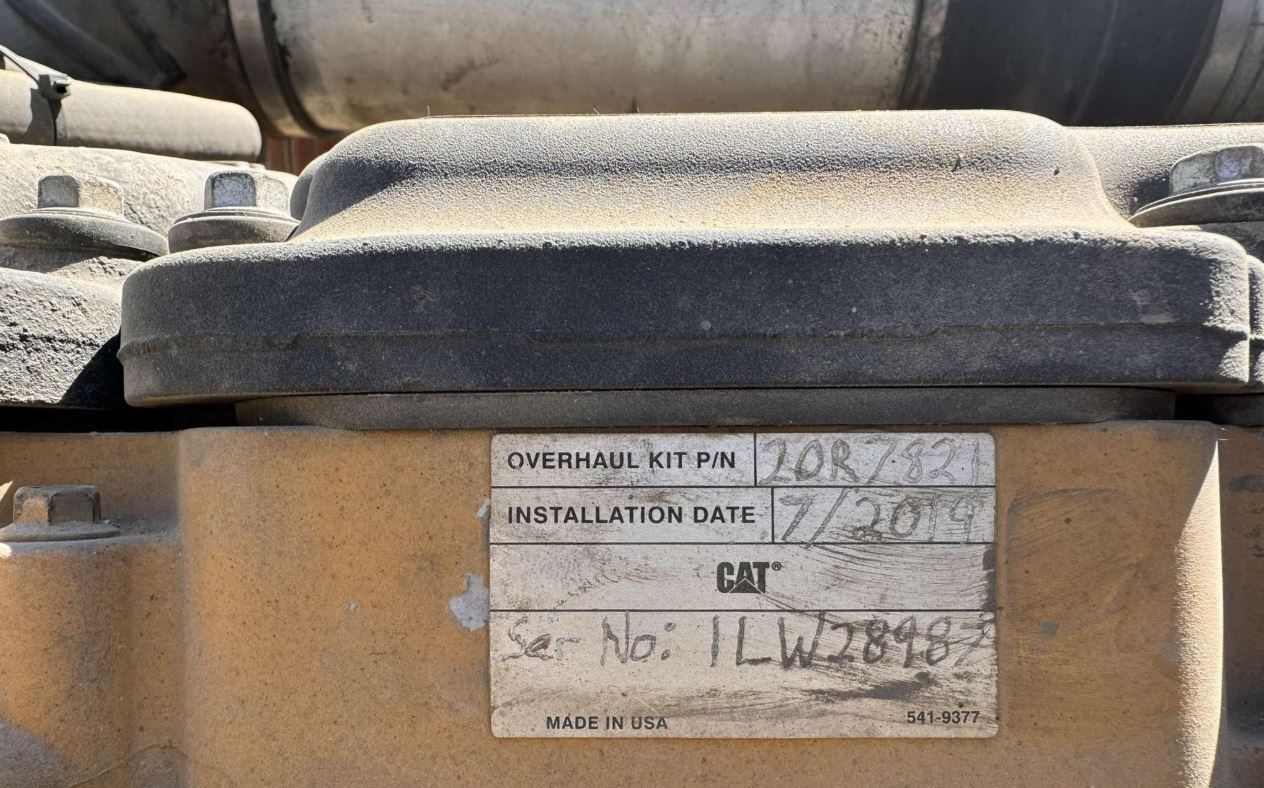 OVERHAUL KIT P/N 20R7821
INSTALLATION DATE 7/2019
CAT®
Ser No: 1LW28987
MADE IN USA 541-9377